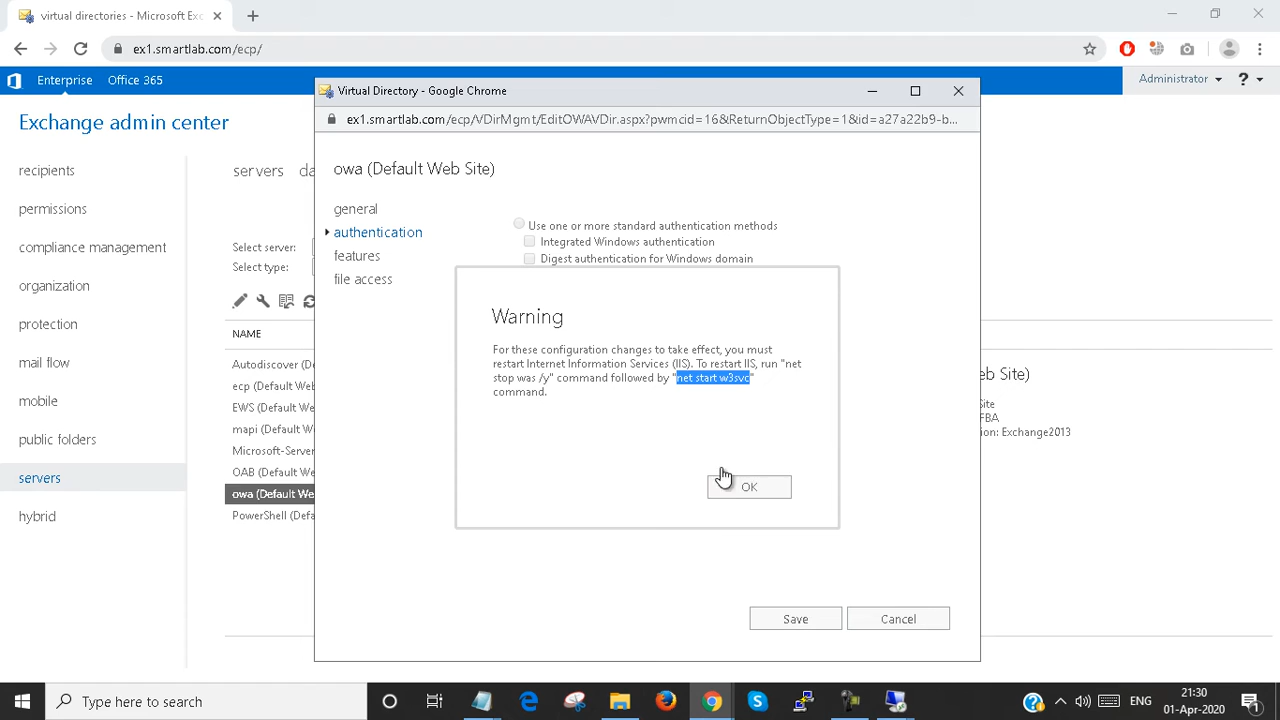 virtual directories - Microsoft Exc
ex1.smartlab.com/ecp/
Enterprise Office 365
Administrator ?
Exchange admin center
recipients
permissions
compliance management
organization
protection
mail flow
mobile
public folders
servers
hybrid
servers da
Select server:
Select type:
NAME
Autodiscover (Def
ecp (Default Web
EWS (Default Web
mapi (Default We
Microsoft-Server
OAB (Default We
owa (Default We
PowerShell (Defa
eb Site)
Site
FBA
ion: Exchange2013
Virtual Directory - Google Chrome
ex1.smartlab.com/ecp/VDirMgmt/EditOWAVDir.aspx?pwmcid=16&ReturnObjectType=1&id=a27a22b9-b...
owa (Default Web Site)
general
authentication
features
file access
Use one or more standard authentication methods
Integrated Windows authentication
Digest authentication for Windows domain
Warning
For these configuration changes to take effect, you must
restart Internet Information Services (IIS). To restart IIS, run "net
stop was /y" command followed by "net start w3svc"
command.
OK
Save Cancel
Type here to search
ENG
21:30
01-Apr-2020
1